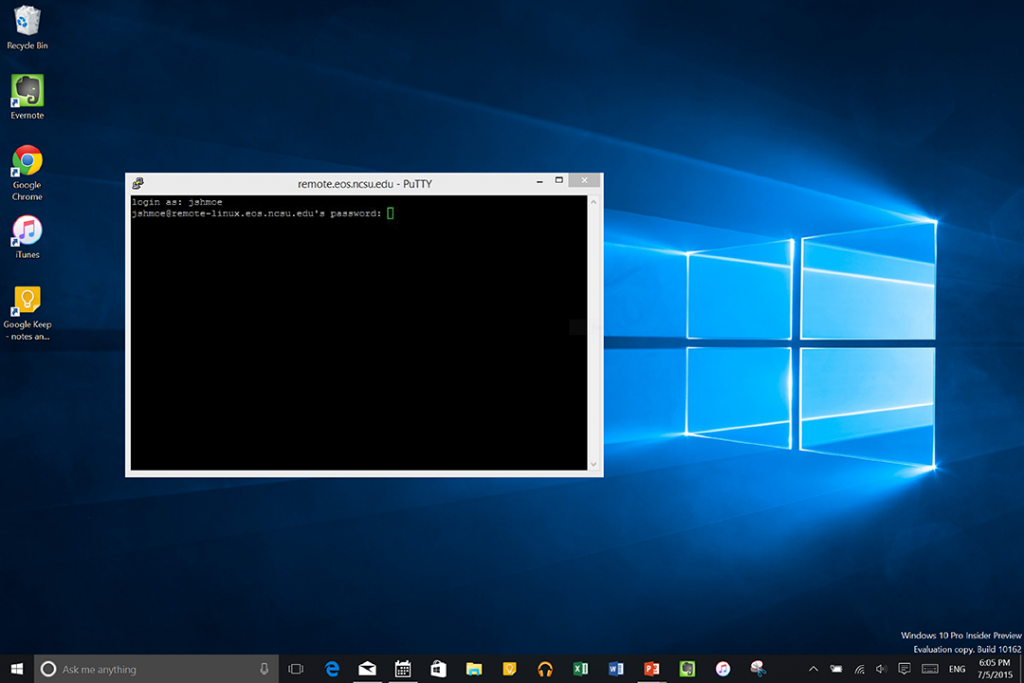 Recycle Bin
Evernote
Google
Chrome
iTunes
Google Keep
- notes an...
remote.eos.ncsu.edu - PuTTY
login as: jshmoe
jshmoe@remote-linux.eos.ncsu.edu's password:
Windows 10 Pro Insider Preview
Evaluation copy. Build 10162
Ask me anything
ENG
6:05 PM
7/5/2015